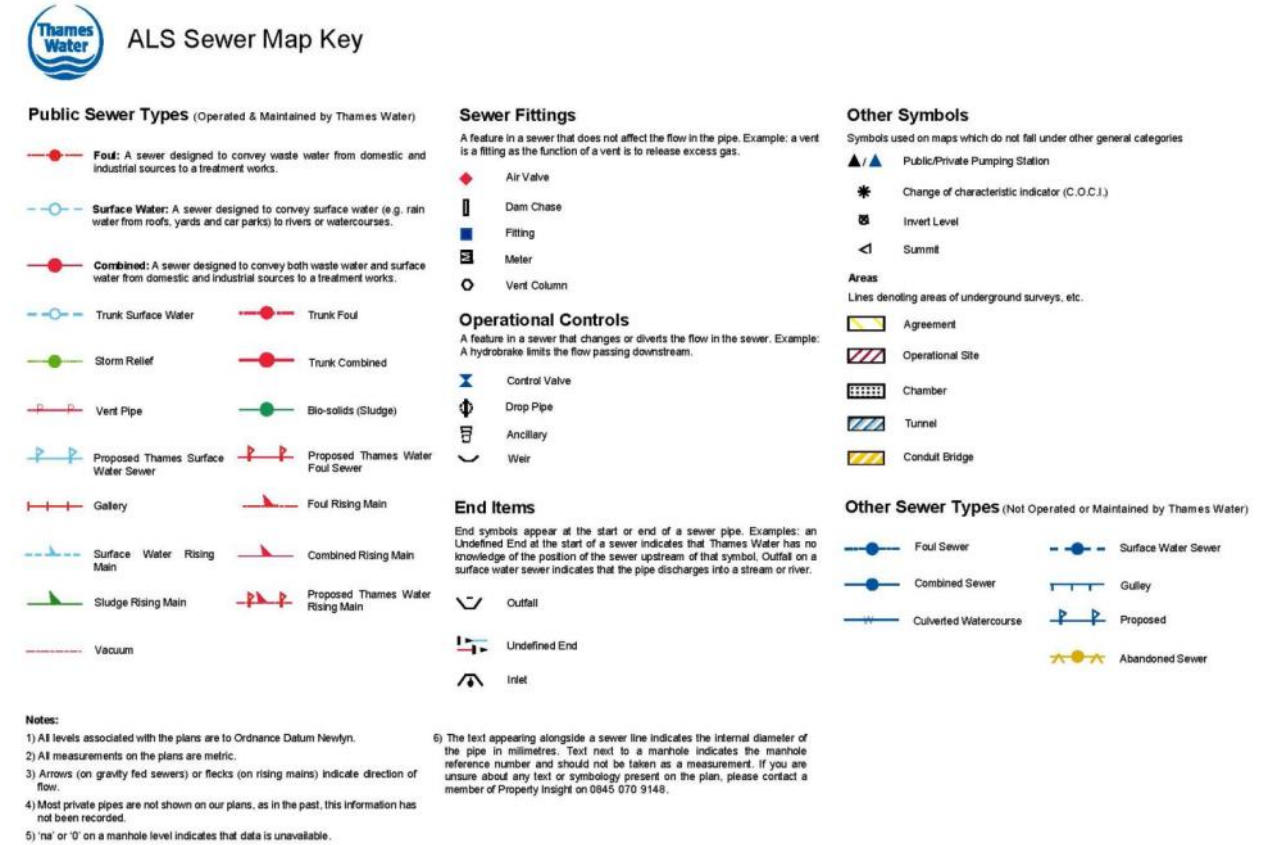 Thames
Water
ALS Sewer Map Key
Public Sewer Types (Operated & Maintained by Thames Water)
Foul: A sewer designed to convey waste water from domestic and
industrial sources to a treatment works.
Surface Water: A sewer designed to convey surface water (e.g. rain
water from roofs, yards and car parks) to rivers or watercourses.
Combined: A sewer designed to convey both waste water and surface
water from domestic and industrial sources to a treatment works.
Trunk Surface Water
Trunk Foul
Storm Relief
Trunk Combined
Vent Pipe
Bio-solids (Sludge)
Proposed Thames Surface
Water Sewer
Proposed Thames Water
Foul Sewer
Gallery
Foul Rising Main
Surface Water Rising
Main
Combined Rising Main
Sludge Rising Main
Proposed Thames Water
Rising Main
Vacuum
Sewer Fittings
A feature in a sewer that does not affect the flow in the pipe. Example: a vent
is a fitting as the function of a vent is to release excess gas.
Air Valve
Dam Chase
Fitting
Meter
Vent Column
Operational Controls
A feature in a sewer that changes or diverts the flow in the sewer. Example:
A hydrobrake limits the flow passing downstream.
Control Valve
Drop Pipe
Ancillary
Weir
End Items
End symbols appear at the start or end of a sewer pipe. Examples: an
Undefined End at the start of a sewer indicates that Thames Water has no
knowledge of the position of the sewer upstream of that symbol, Outfall on a
surface water sewer indicates that the pipe discharges into a stream or river.
Outfall
Undefined End
Inlet
Other Symbols
Symbols used on maps which do not fall under other general categories
Public/Private Pumping Station
Change of characteristic indicator (C.O.C.I.)
Invert Level
Summit
Areas
Lines denoting areas of underground surveys, etc.
Agreement
Operational Site
Chamber
Tunnel
Conduit Bridge
Other Sewer Types (Not Operated or Maintained by Thames Water)
Foul Sewer
Surface Water Sewer
Combined Sewer
Gulley
Culverted Watercourse
Proposed
Abandoned Sewer
Notes:
1) All levels associated with the plans are to Ordnance Datum Newlyn.
2) All measurements on the plans are metric.
3) Arrows (on gravity fed sewers) or flecks (on rising mains) indicate direction of
flow.
4) Most private pipes are not shown on our plans, as in the past, this information has
not been recorded.
5) 'na' or '0' on a manhole level indicates that data is unavailable.
6) The text appearing alongside a sewer line indicates the internal diameter of
the pipe in milimetres. Text next to a manhole indicates the manhole
reference number and should not be taken as a measurement. If you are
unsure about any text or symbology present on the plan, please contact a
member of Property Insight on 0845 070 9148.